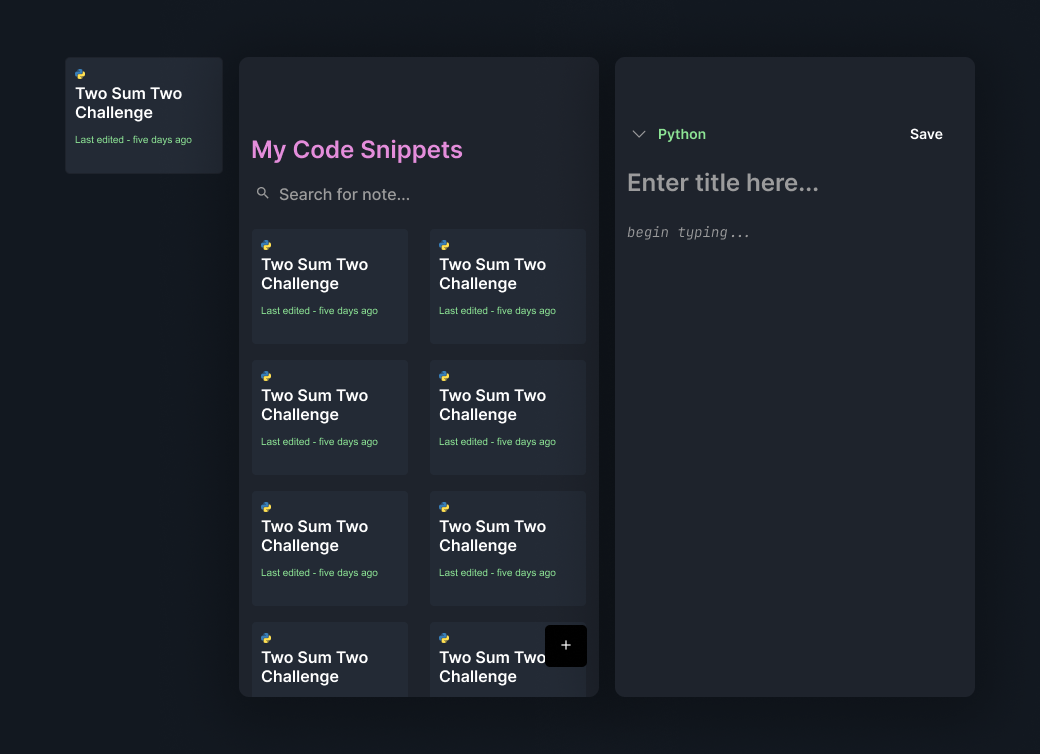 Two Sum Two
Challenge
Last edited - five days ago
My Code Snippets
Search for note...
Two Sum Two
Challenge
Last edited - five days ago
Two Sum Two
Challenge
Last edited - five days ago
Two Sum Two
Challenge
Last edited - five days ago
Two Sum Two
Challenge
Last edited - five days ago
Two Sum Two
Challenge
Last edited - five days ago
Two Sum Two
Challenge
Last edited - five days ago
Two Sum Two
Challenge
Two Sum Two
Challenge
+
Python
Save
Enter title here...
begin typing...